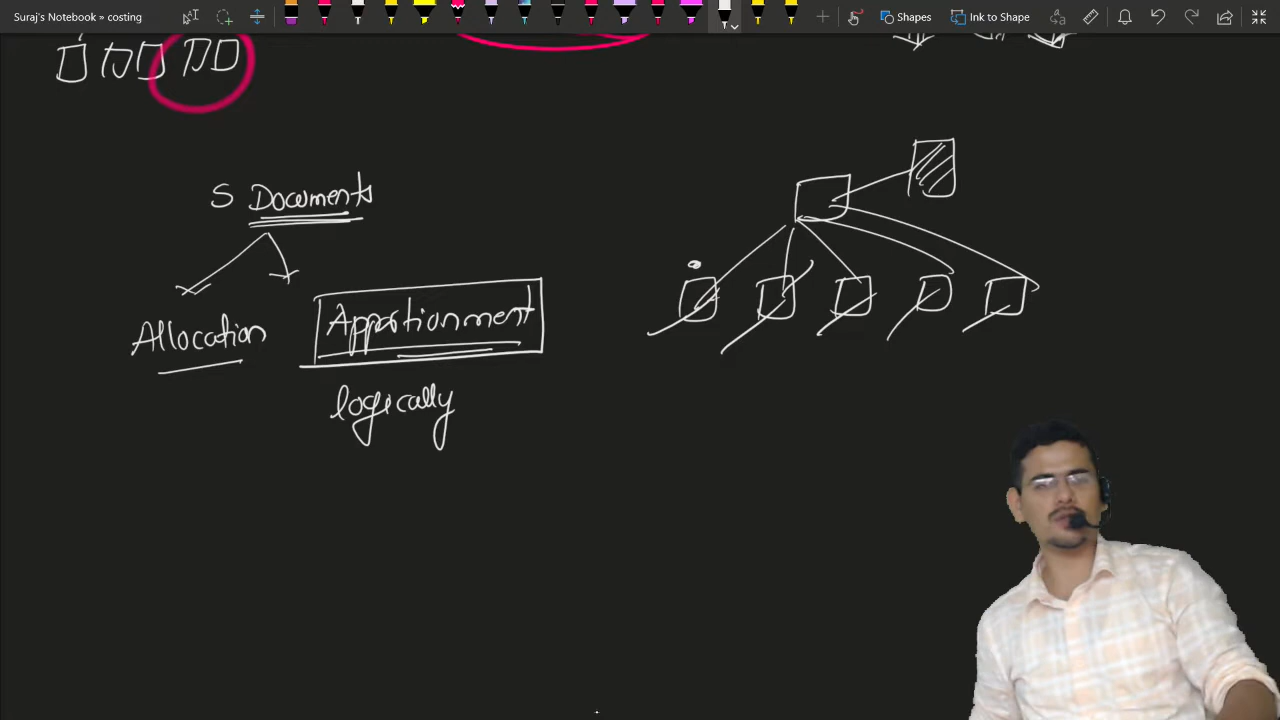 Suraj's Notebook » costing
Shapes
Ink to Shape
S Documents
Allocation
Apportionment
logically